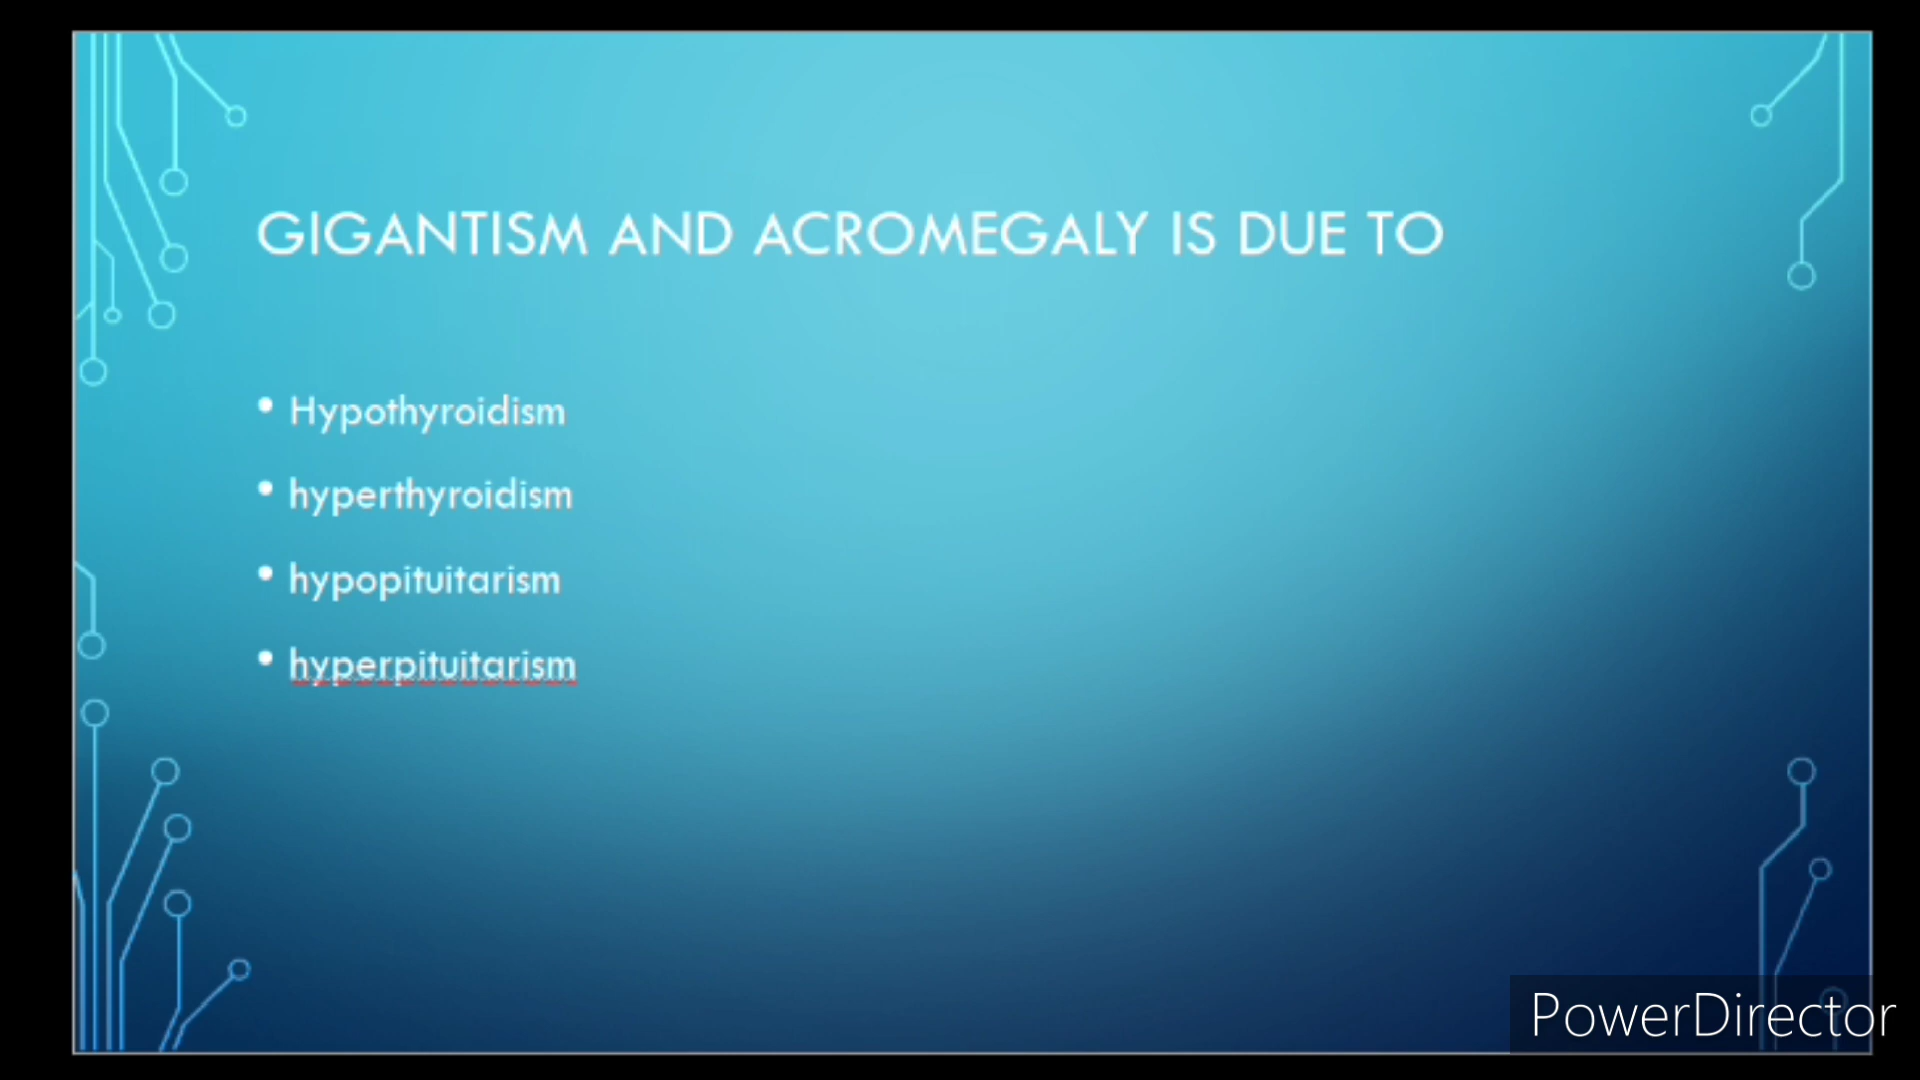 GIGANTISM AND ACROMEGALY IS DUE TO
• Hypothyroidism
• hyperthyroidism
• hypopituitarism
• hyperpituitarism
PowerDirector